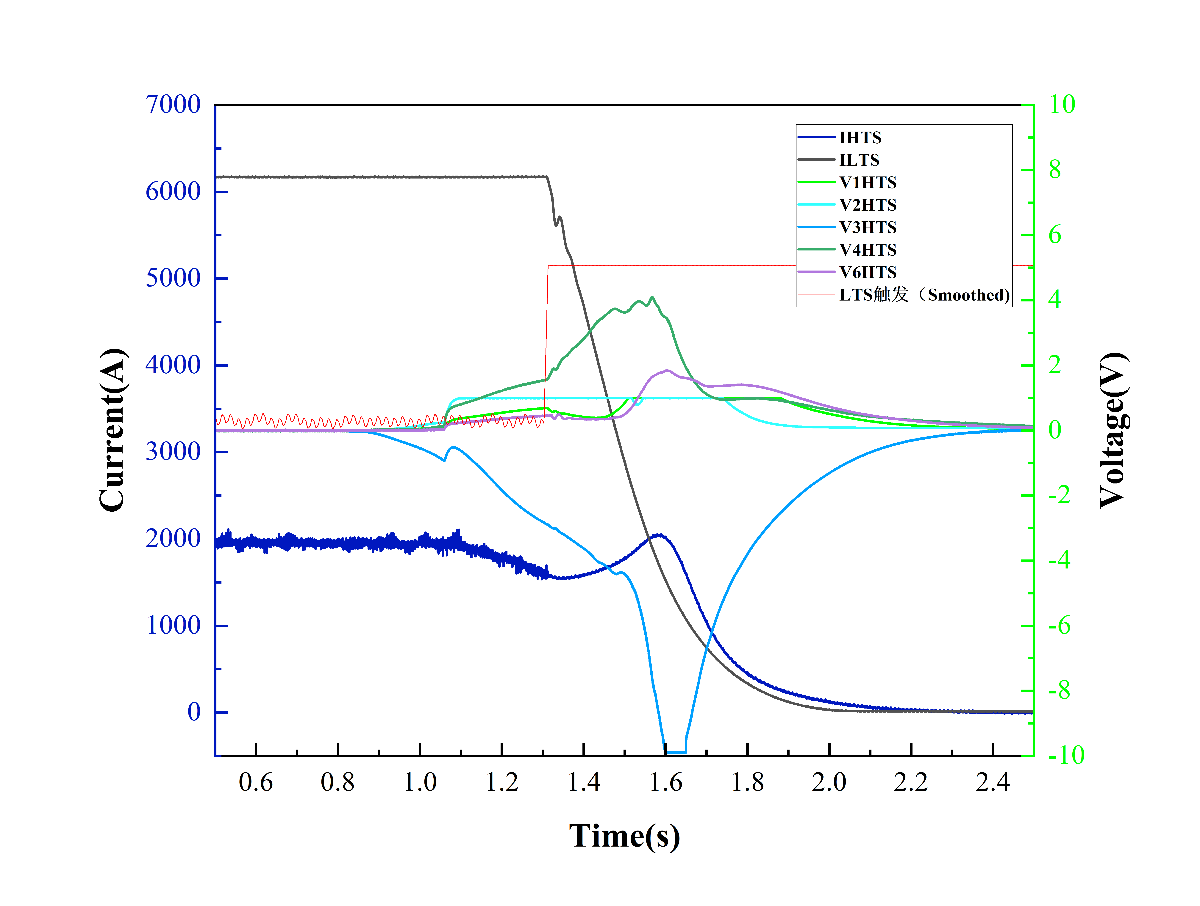 7000
6000
5000
4000
3000
2000
1000
0
Current(A)
10
8
6
4
2
0
-2
-4
-6
-8
-10
Voltage(V)
IHTS
ILTS
V1HTS
V2HTS
V3HTS
V4HTS
V6HTS
LTS触发（Smoothed)
0.6 0.8 1.0 1.2 1.4 1.6 1.8 2.0 2.2 2.4
Time(s)